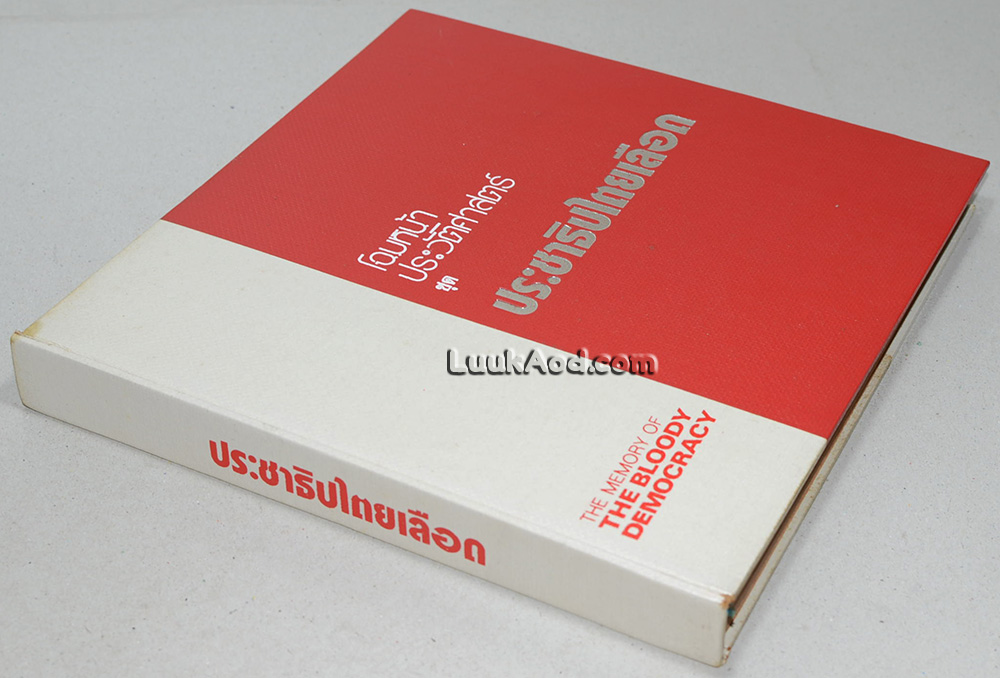 โฉมหน้า
ประวัติศาสตร์
ชุด
ประชาธิปไตยเลือด
LuukAod.com
THE MEMORY OF
THE BLOODY
DEMOCRACY
ประชาธิปไตยเลือด